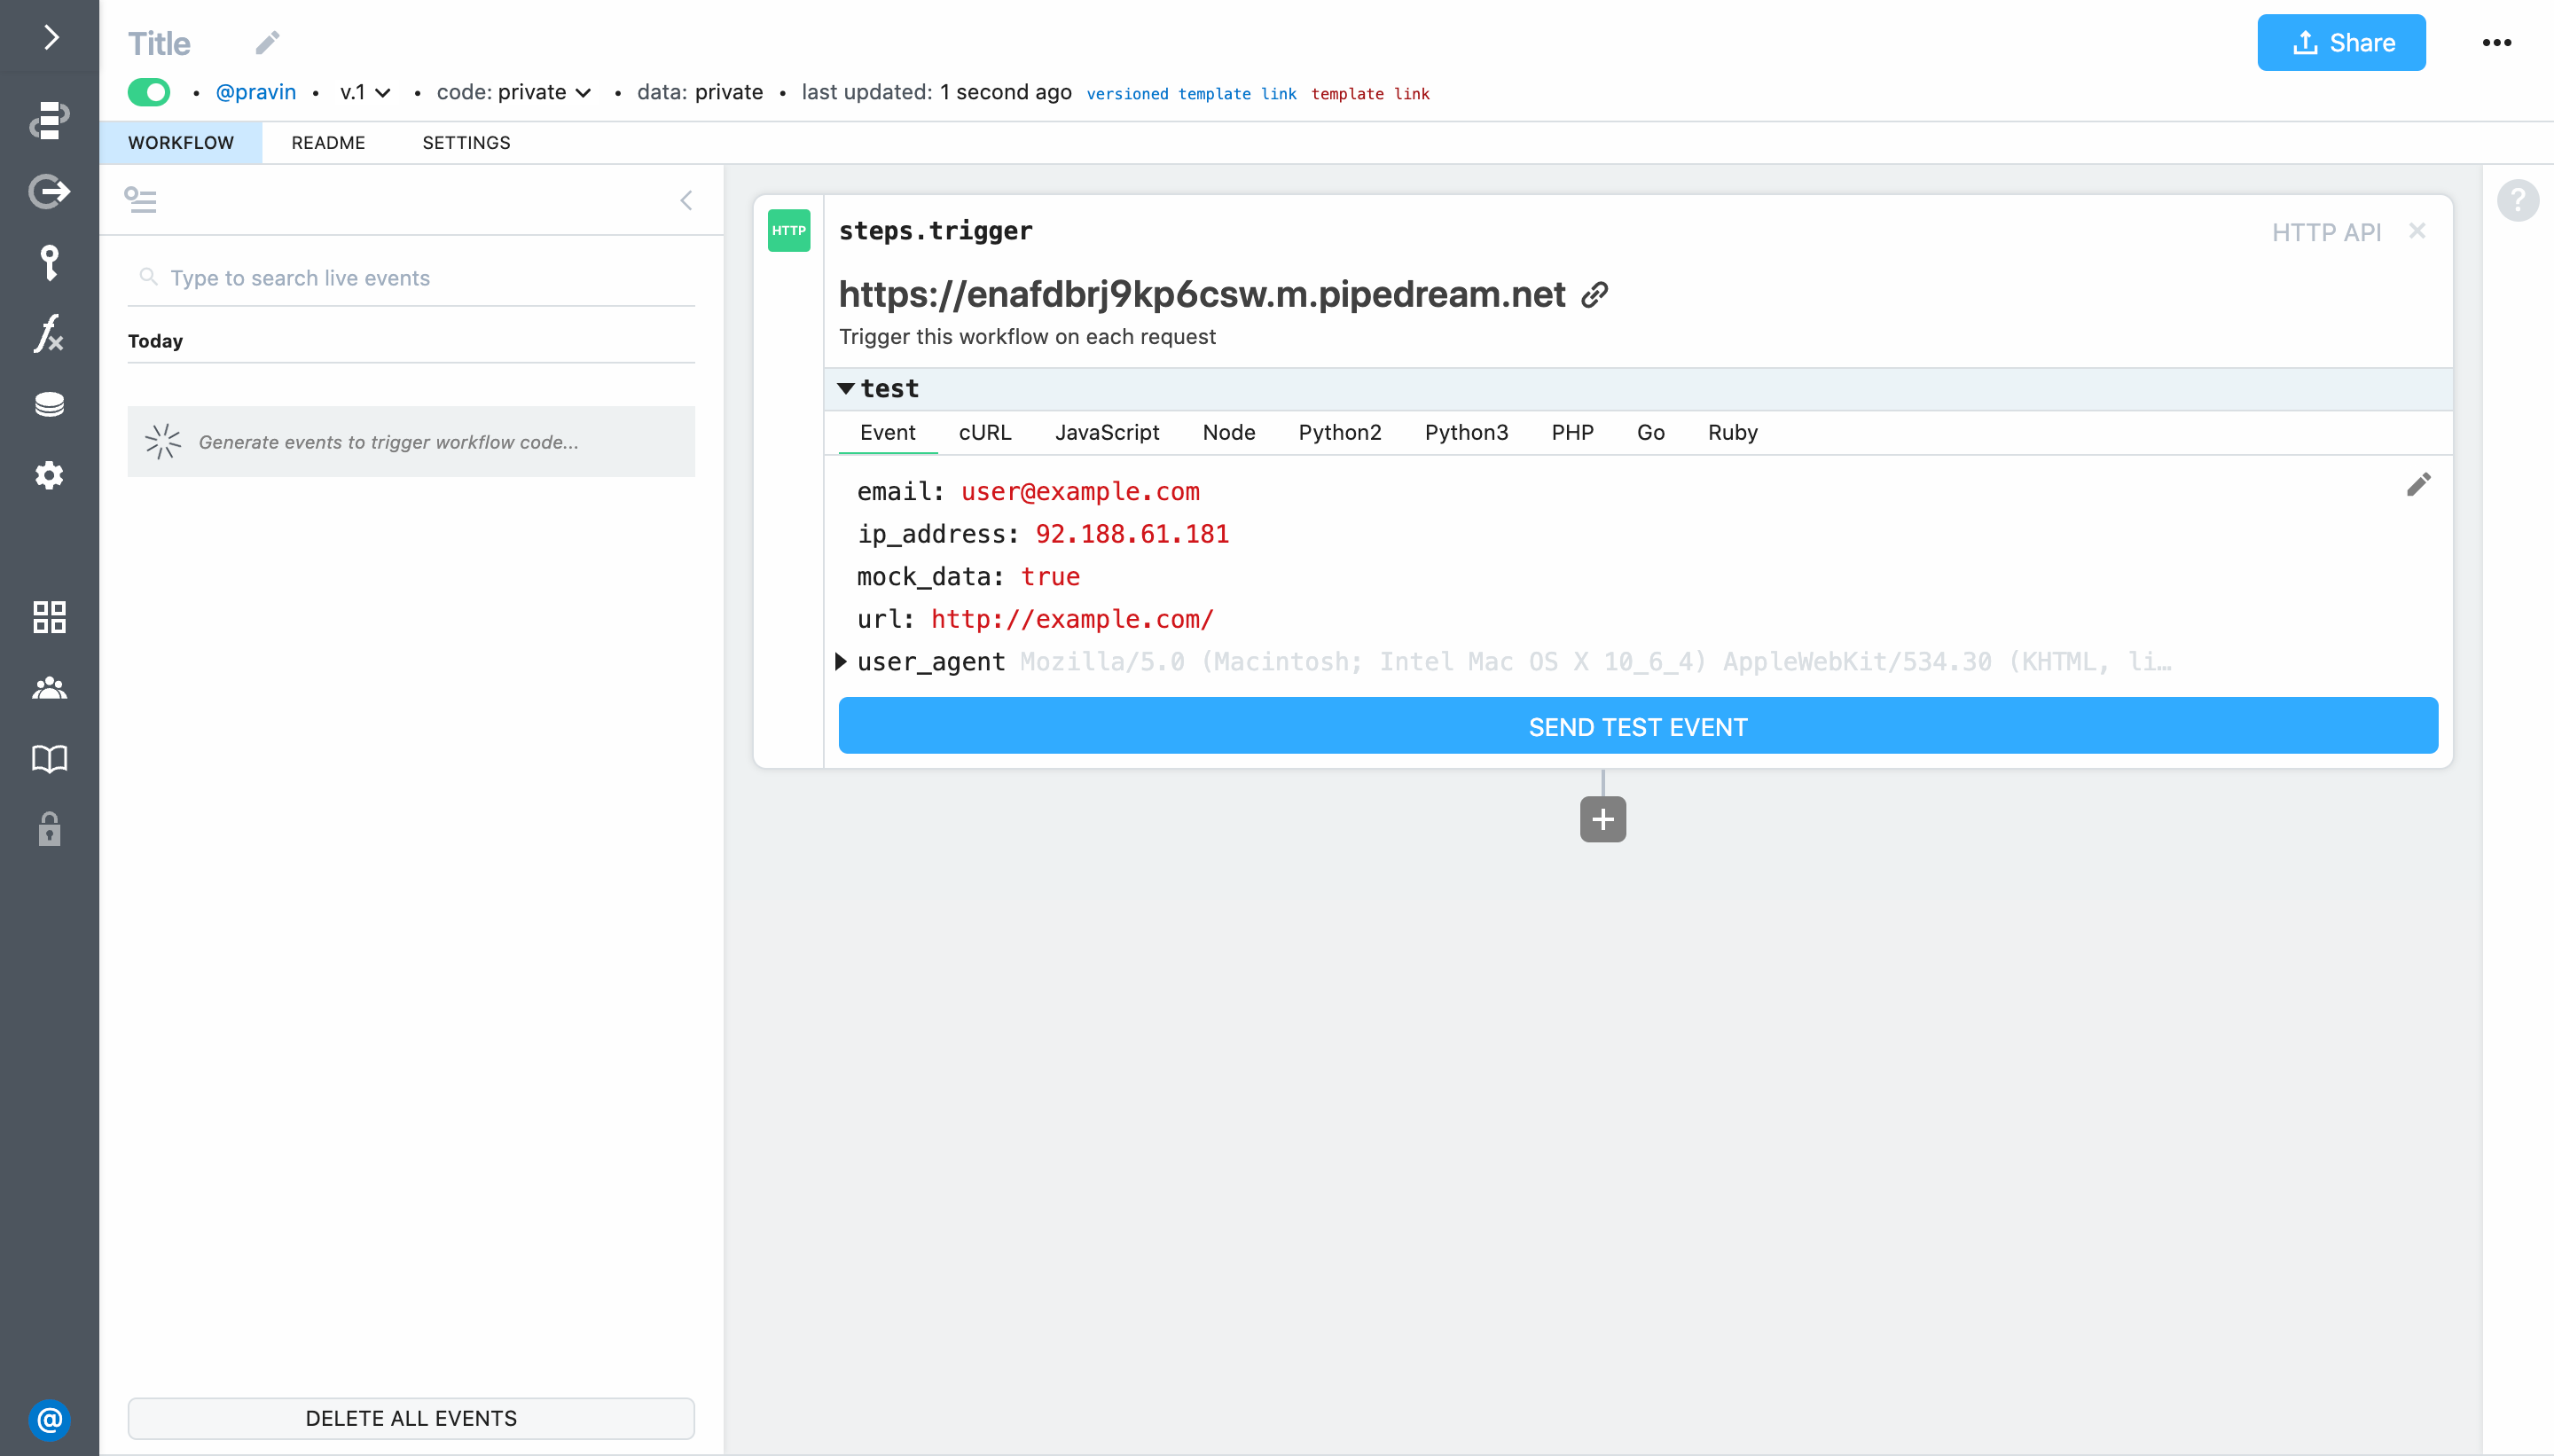 Title
Share
•••
• @pravin • v.1 • code: private • data: private • last updated: 1 second ago versioned template link template link
WORKFLOW README SETTINGS
Type to search live events
Today
Generate events to trigger workflow code...
DELETE ALL EVENTS
@
HTTP
steps.trigger
HTTP API
https://enafdbrj9kp6csw.m.pipedream.net
Trigger this workflow on each request
test
Event cURL JavaScript Node Python2 Python3 PHP Go Ruby
email: user@example.com
ip_address: 92.188.61.181
mock_data: true
url: http://example.com/
user_agent Mozilla/5.0 (Macintosh; Intel Mac OS X 10_6_4) AppleWebKit/534.30 (KHTML, li…
SEND TEST EVENT
+
?